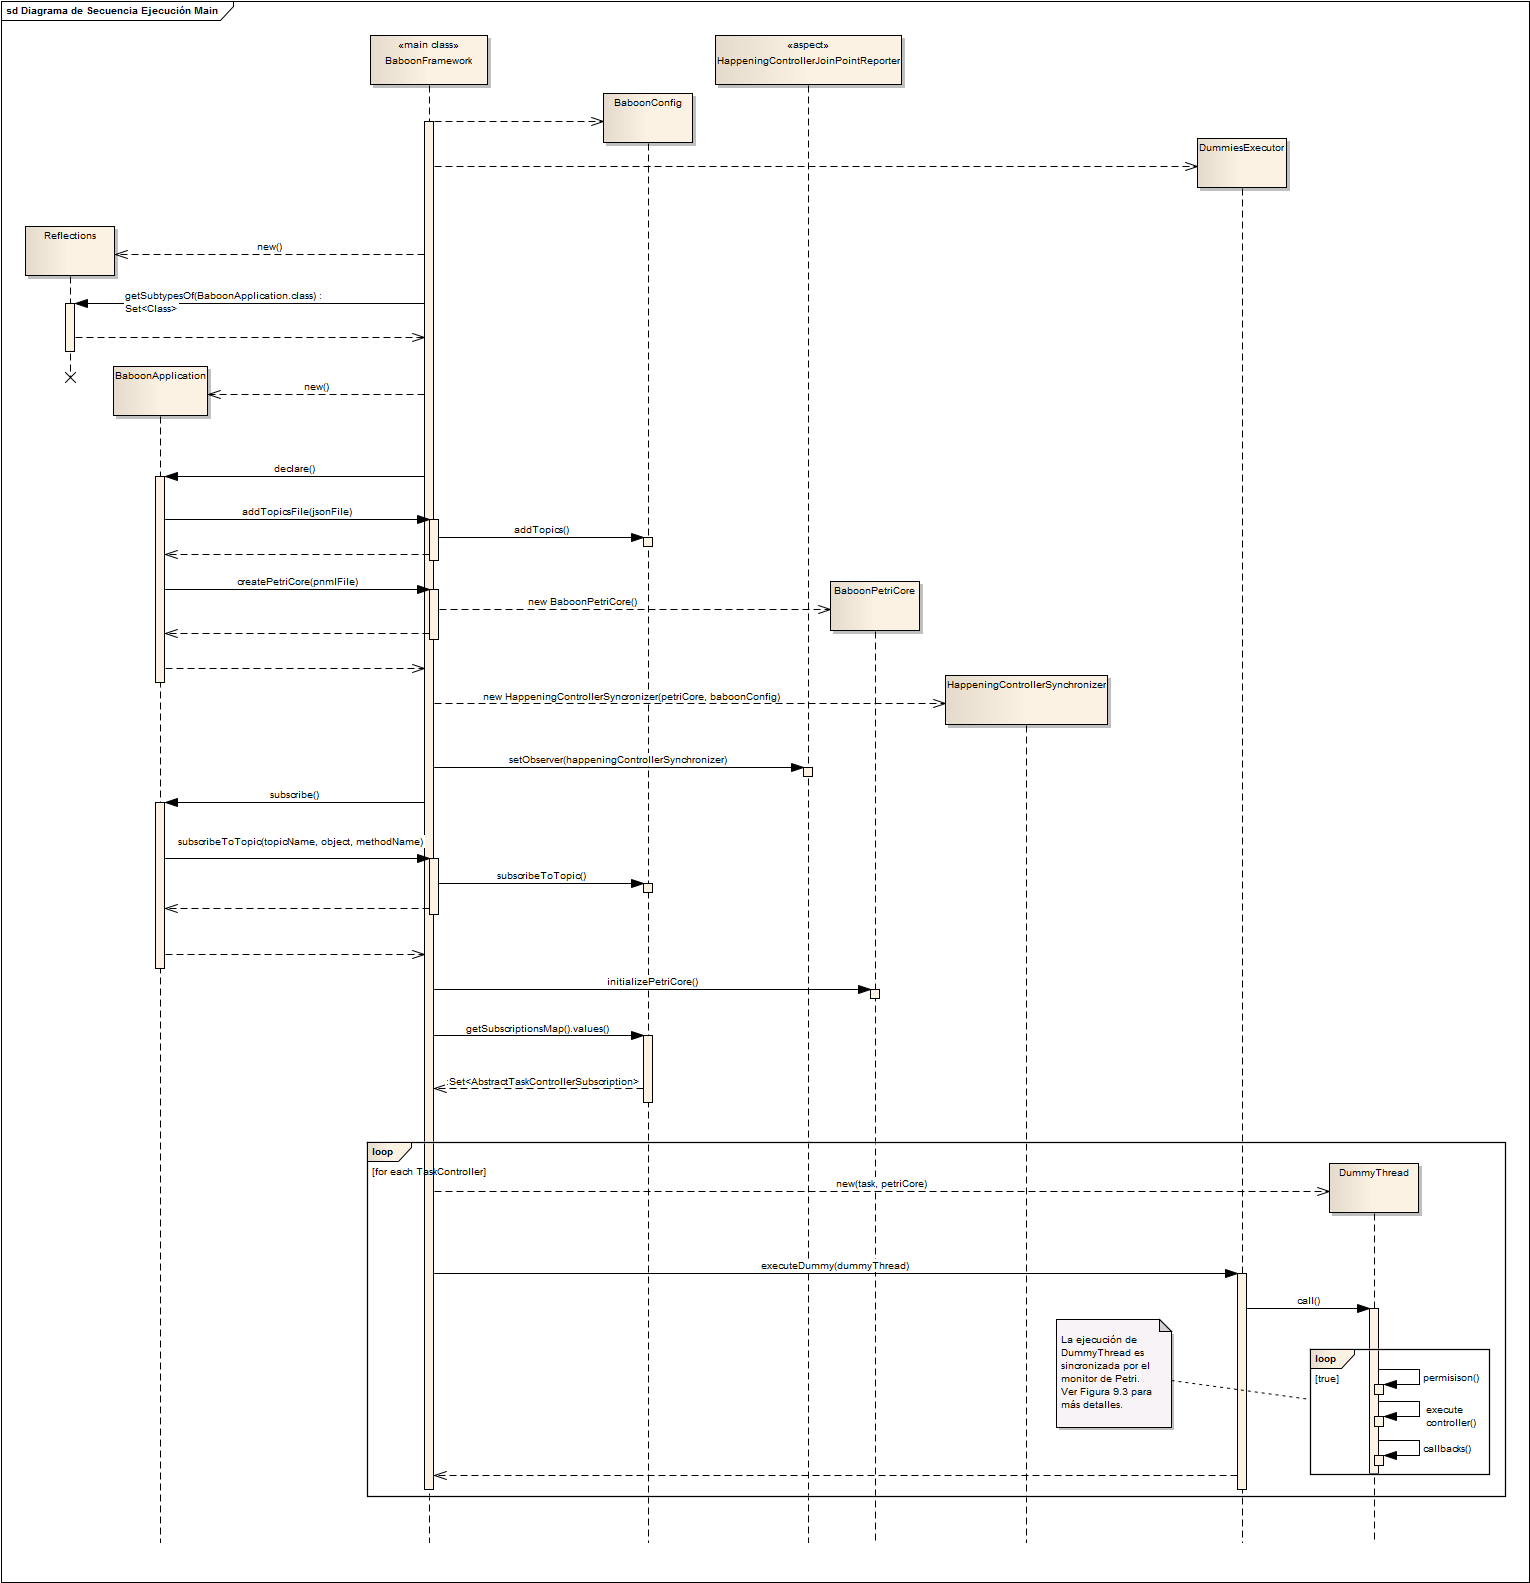 sd Diagrama de Secuencia Ejecución Main
«main class»
BaboonFramework
«aspect»
HappeningControllerJoinPointReporter
BaboonConfig
DummiesExecutor
Reflections
new()
getSubtypesOf(BaboonApplication.class) :
Set<Class>
BaboonApplication
new()
declare()
addTopicsFile(jsonFile)
addTopics()
createPetriCore(pnmlFile)
BaboonPetriCore
new BaboonPetriCore()
HappeningControllerSynchronizer
new HappeningControllerSyncronizer(petriCore, baboonConfig)
setObserver(happeningControllerSynchronizer)
subscribe()
subscribeToTopic(topicName, object, methodName)
subscribeToTopic()
initializePetriCore()
getSubscriptionsMap().values()
:Set<AbstractTaskControllerSubscription>
loop
[for each TaskController]
DummyThread
new(task, petriCore)
executeDummy(dummyThread)
call()
La ejecución de
DummyThread es
sincronizada por el
monitor de Petri.
Ver Figura 9.3 para
más detalles.
loop
[true]
permisison()
execute
controller()
callbacks()